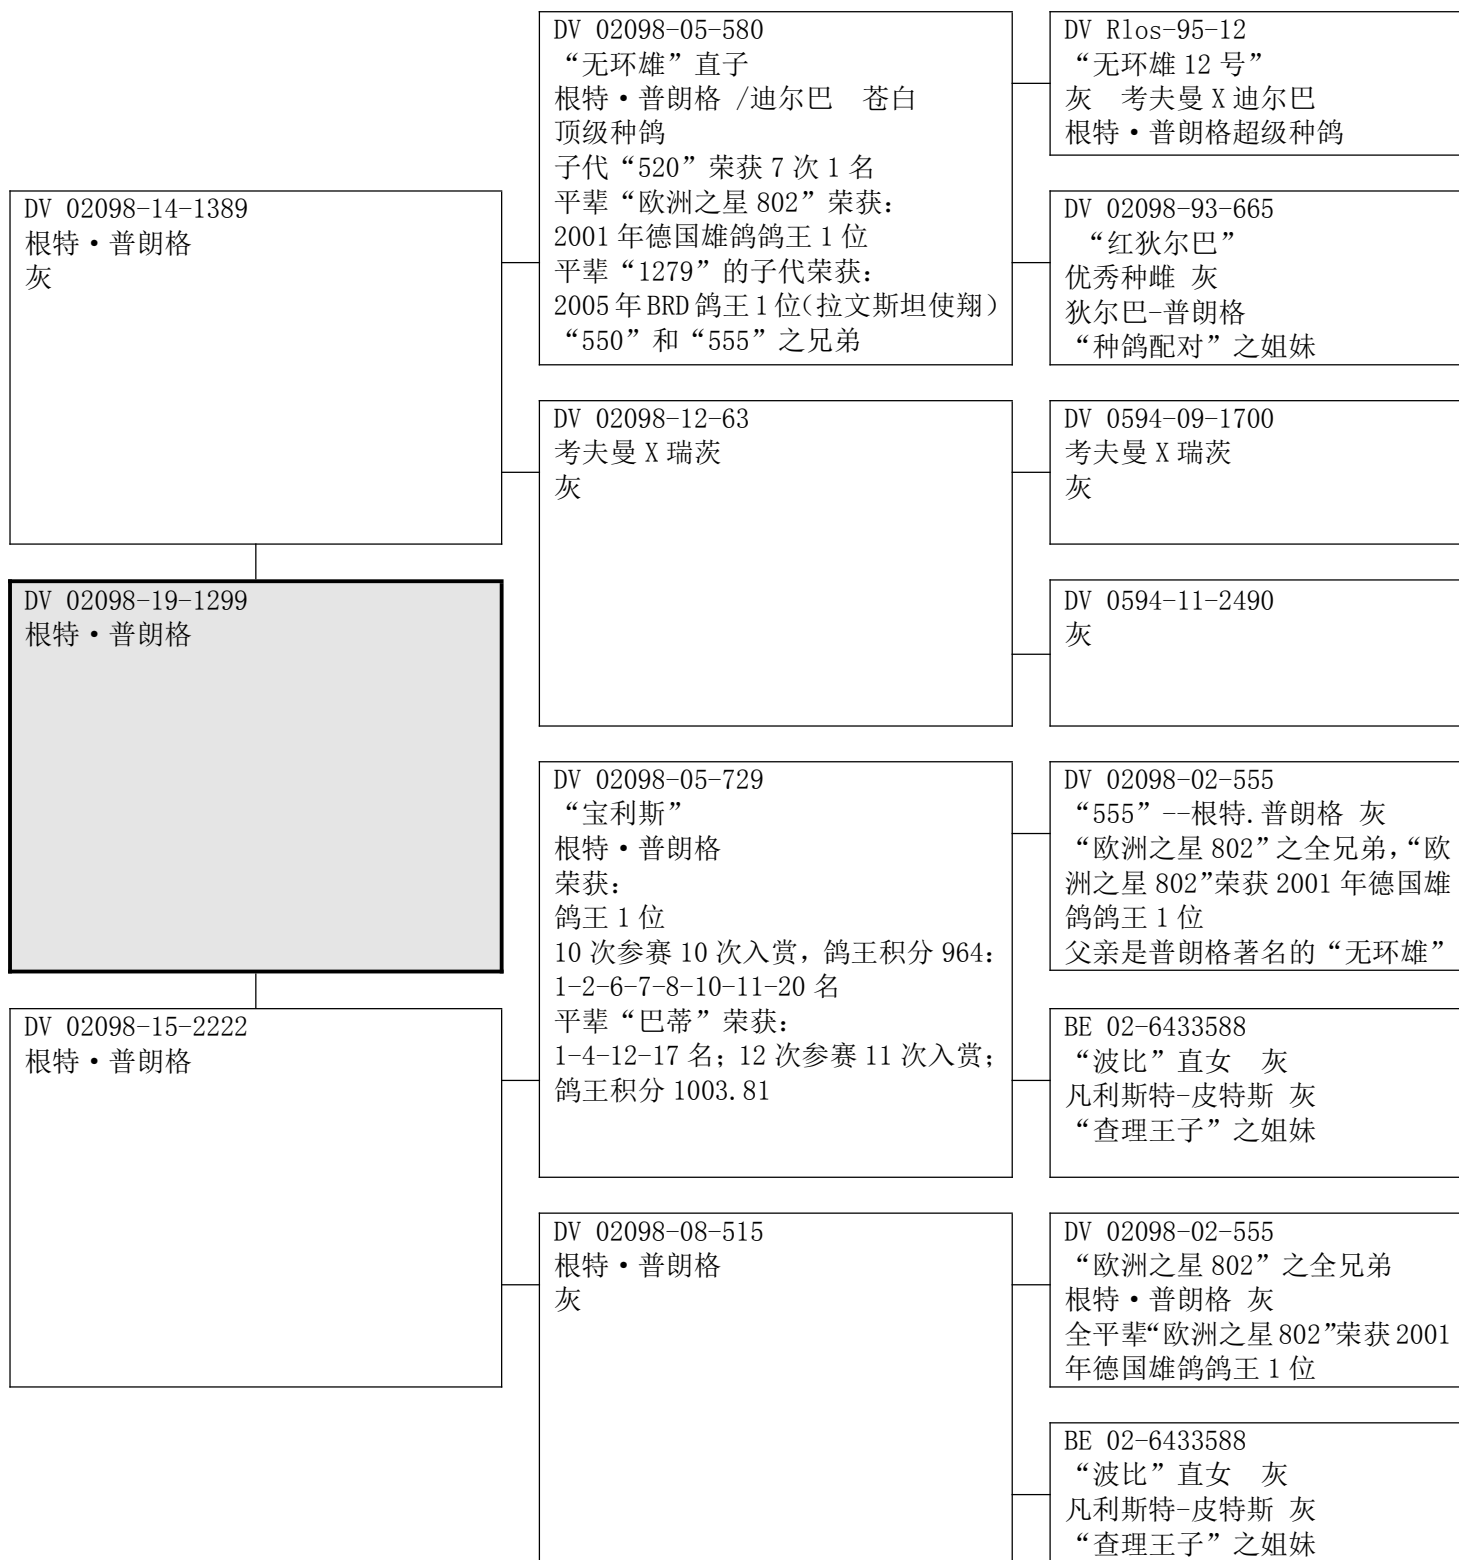 DV 02098-14-1389
根特·普朗格
灰
DV 02098-19-1299
根特·普朗格
DV 02098-15-2222
根特·普朗格
DV 02098-05-580
“无环雄”直子
根特·普朗格 /迪尔巴 苍白
顶级种鸽
子代“520”荣获 7 次 1 名
平辈“欧洲之星 802”荣获：
2001 年德国雄鸽鸽王 1 位
平辈“1279”的子代荣获：
2005 年 BRD 鸽王 1 位（拉文斯坦使翔）
“550”和“555”之兄弟
DV 02098-12-63
考夫曼 X 瑞茨
灰
DV 02098-05-729
“宝利斯”
根特·普朗格
荣获：
鸽王 1 位
10 次参赛 10 次入赏，鸽王积分 964：
1-2-6-7-8-10-11-20 名
平辈“巴蒂”荣获：
1-4-12-17 名；12 次参赛 11 次入赏；
鸽王积分 1003.81
DV 02098-08-515
根特·普朗格
灰
DV Rlos-95-12
“无环雄 12 号”
灰 考夫曼 X 迪尔巴
根特·普朗格超级种鸽
DV 02098-93-665
“红狄尔巴”
优秀种雌 灰
狄尔巴-普朗格
“种鸽配对”之姐妹
DV 0594-09-1700
考夫曼 X 瑞茨
灰
DV 0594-11-2490
灰
DV 02098-02-555
“555”--根特.普朗格 灰
“欧洲之星 802”之全兄弟，“欧
洲之星 802”荣获 2001 年德国雄
鸽鸽王 1 位
父亲是普朗格著名的“无环雄”
BE 02-6433588
“波比”直女 灰
凡利斯特-皮特斯 灰
“查理王子”之姐妹
DV 02098-02-555
“欧洲之星 802”之全兄弟
根特·普朗格 灰
全平辈“欧洲之星 802”荣获 2001
年德国雄鸽鸽王 1 位
BE 02-6433588
“波比”直女 灰
凡利斯特-皮特斯 灰
“查理王子”之姐妹